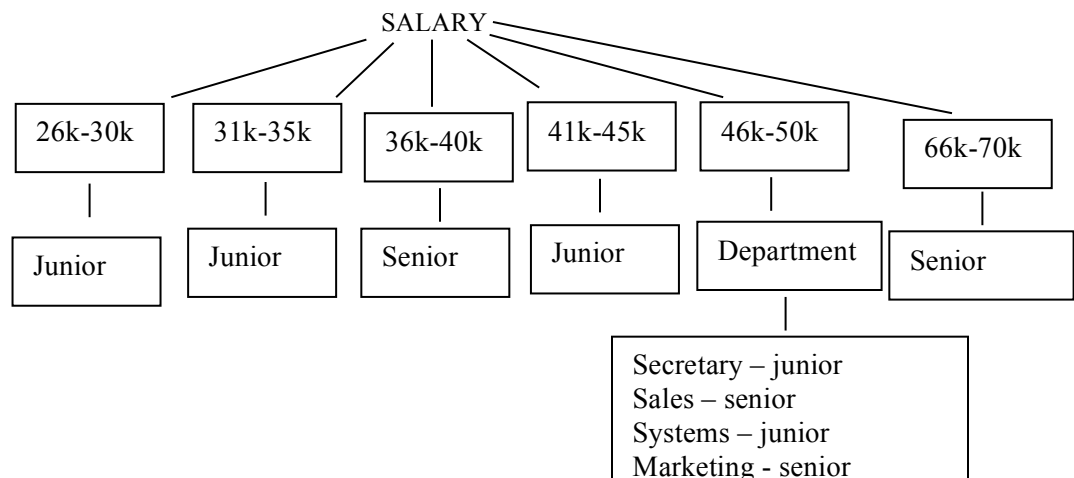 SALARY
26k-30k
31k-35k
36k-40k
41k-45k
46k-50k
66k-70k
Junior
Junior
Senior
Junior
Department
Senior
Secretary – junior
Sales – senior
Systems – junior
Marketing - senior